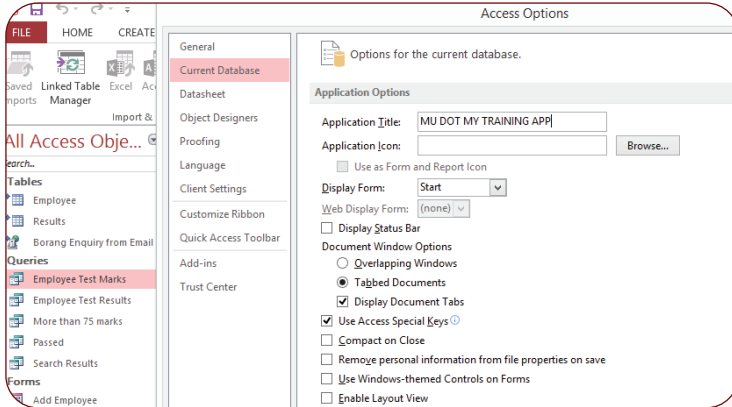 Access Options
FILE HOME CREATE
Saved Linked Table Excel
Manager
Import &
All Access Obje...
Search..
Tables
Employee
Results
Borang Enquiry from Email
Queries
Employee Test Marks
Employee Test Results
More than 75 marks
Passed
Search Results
Forms
Add Employee
General
Current Database
Datasheet
Object Designers
Proofing
Language
Client Settings
Customize Ribbon
Quick Access Toolbar
Add-ins
Trust Center
Options for the current database.
Application Options
Application Title: MU DOT MY TRAINING APP
Application Icon: Browse...
Use as Form and Report Icon
Display Form: Start
Web Display Form: (none)
Display Status Bar
Document Window Options
Overlapping Windows
Tabbed Documents
Display Document Tabs
Use Access Special Keys
Compact on Close
Remove personal information from file properties on save
Use Windows-themed Controls on Forms
Enable Layout View